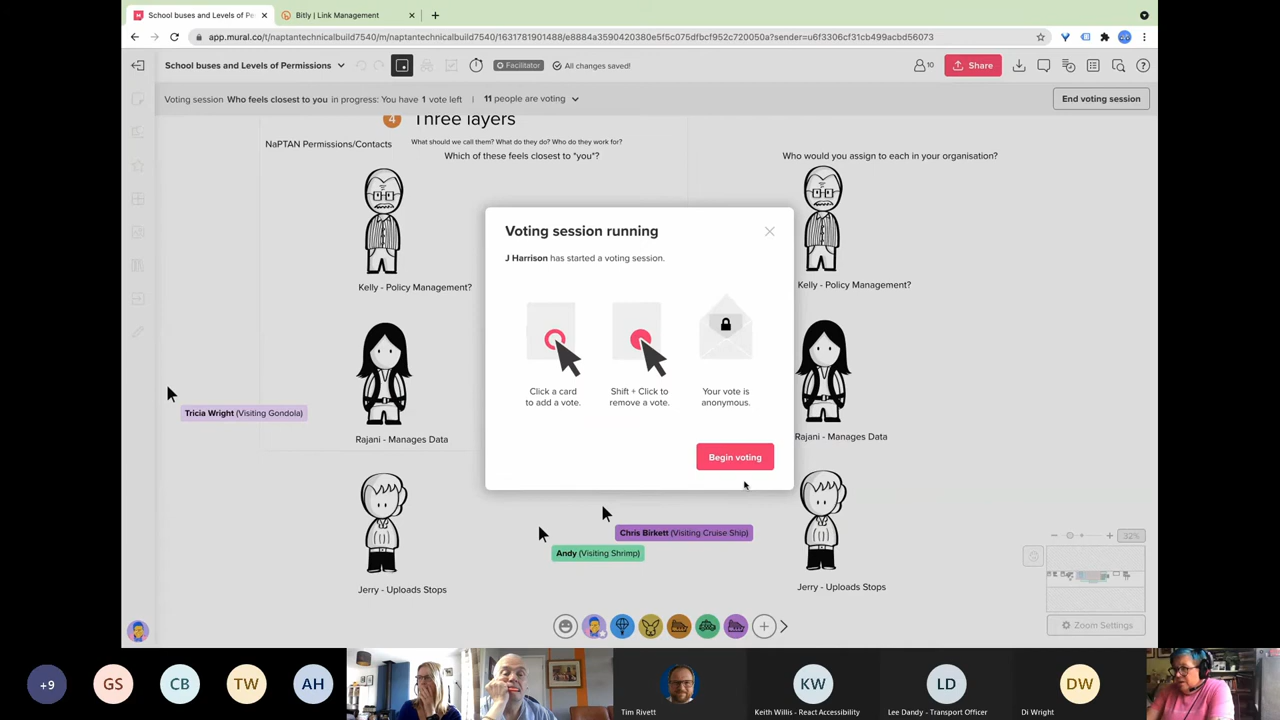 School buses and Levels of Pe
Bitly | Link Management
app.mural.co/t/naptantechnicalbuild7540/m/naptantechnicalbuild7540/1631781901488/e8884a3590420380e5f5c075dfbcf952c720050a?sender=u6f3306cf31cb499acbd56073
School buses and Levels of Permissions
Facilitator
All changes saved!
10
Share
Voting session Who feels closest to you in progress: You have 1 vote left
11 people are voting
End voting session
4
Three layers
What should we call them? What do they do? Who do they work for?
NaPTAN Permissions/Contacts
Which of these feels closest to *you*?
Who would you assign to each in your organisation?
Voting session running
J Harrison has started a voting session.
Click a card
to add a vote.
Shift + Click to
remove a vote.
Your vote is
anonymous.
Begin voting
Kelly - Policy Management?
Kelly - Policy Management?
Tricia Wright (Visiting Gondola)
Rajani - Manages Data
Rajani - Manages Data
Chris Birkett (Visiting Cruise Ship)
Andy (Visiting Shrimp)
Jerry - Uploads Stops
Jerry - Uploads Stops
32%
Zoom Settings
+9
GS
CB
TW
AH
Tim Rivett
KW
Keith Willis - React Accessibility
LD
Lee Dandy - Transport Officer
DW
Di Wright